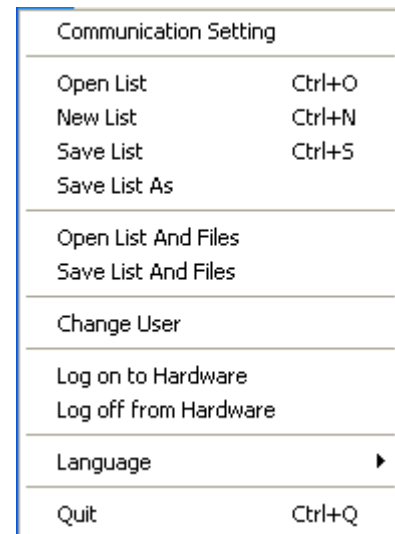 Communication Setting
Open List Ctrl+O
New List Ctrl+N
Save List Ctrl+S
Save List As
Open List And Files
Save List And Files
Change User
Log on to Hardware
Log off from Hardware
Language
Quit Ctrl+Q